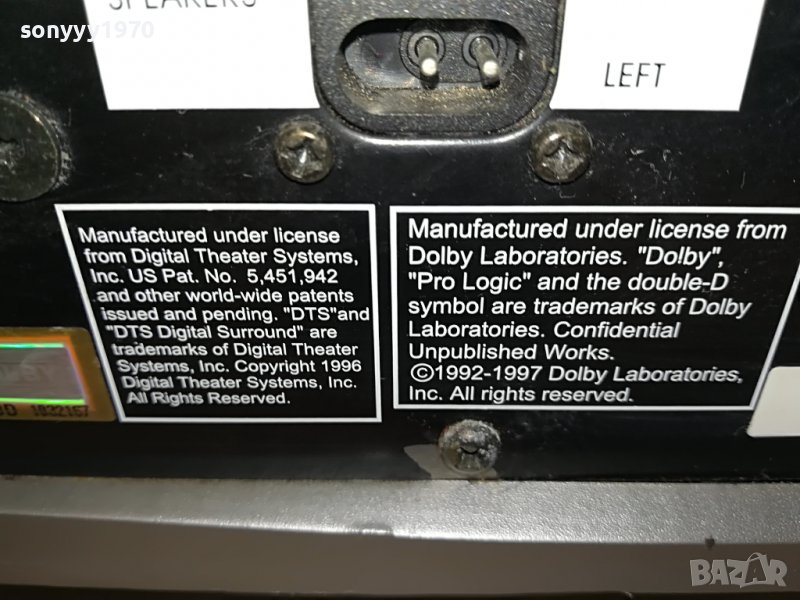 sonyyy1970
SPEAKERS
LEFT
Manufactured under license
from Digital Theater Systems,
Inc. US Pat. No. 5,451,942
and other world-wide patents
issued and pending. "DTS"and
"DTS Digital Surround" are
trademarks of Digital Theater
Systems, Inc. Copyright 1996
Digital Theater Systems, Inc.
All Rights Reserved.
Manufactured under license from
Dolby Laboratories. "Dolby",
"Pro Logic" and the double-D
symbol are trademarks of Dolby
Laboratories. Confidential
Unpublished Works.
©1992-1997 Dolby Laboratories,
Inc. All rights reserved.
1832167
BAZAR